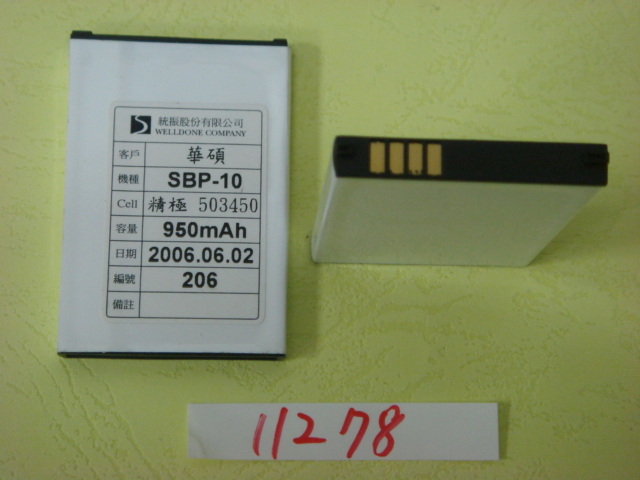 統振股份有限公司
WELLDONE COMPANY
客戶 華碩
機種 SBP-10
Cell 精極 503450
容量 950mAh
日期 2006.06.02
編號 206
備註
11278